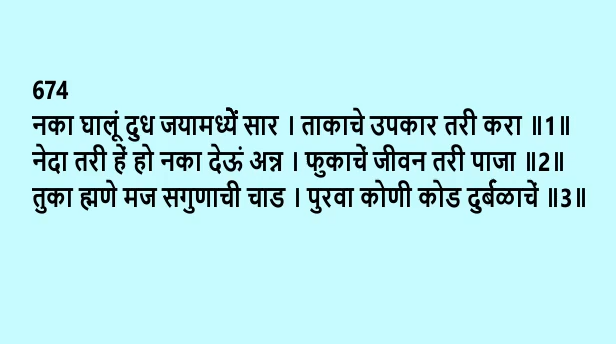 674
नका घालूं दुध जयामध्यें सार । ताकाचे उपकार तरी करा ॥1॥
नेदा तरी हें हो नका देऊं अन्न । फुकाचें जीवन तरी पाजा ॥2॥
तुका ह्मणे मज सगुणाची चाड । पुरवा कोणी कोड दुर्बळाचें ॥3॥